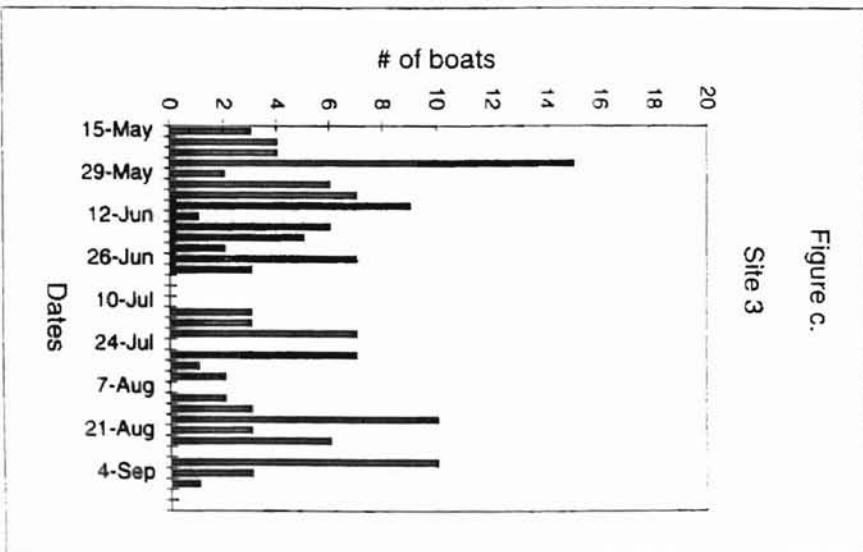 Figure c.
Site 3
# of boats
20
18
16
14
12
10
8
6
4
2
0
15-May
29-May
12-Jun
26-Jun
10-Jul
24-Jul
7-Aug
21-Aug
4-Sep
Dates